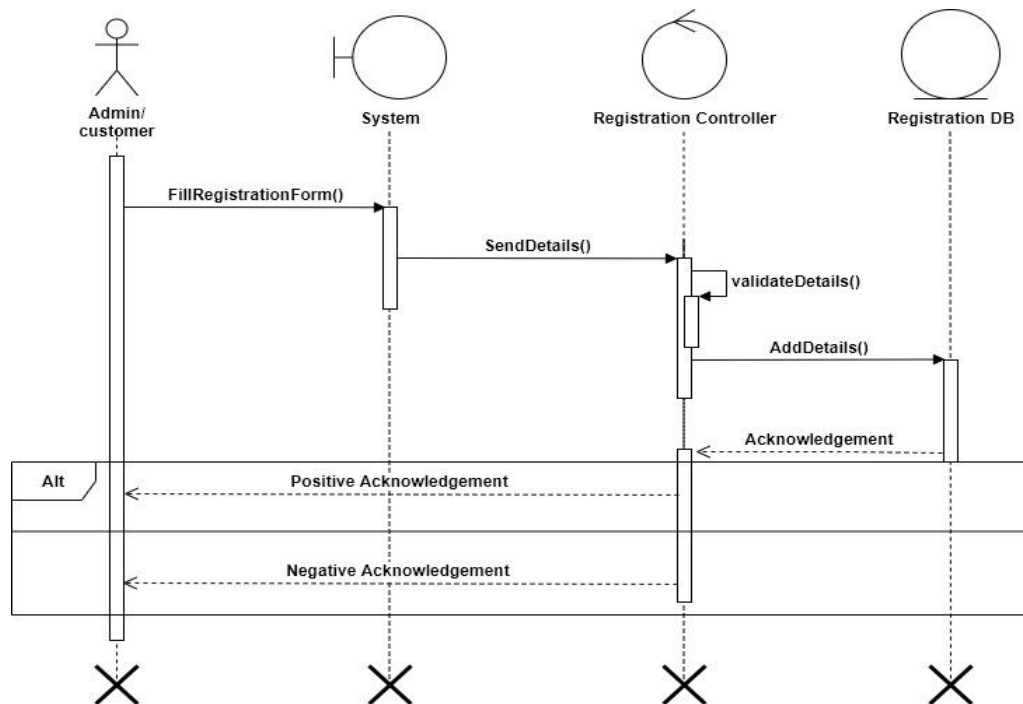 Admin/
customer
System
Registration Controller
Registration DB
FillRegistrationForm()
SendDetails()
validateDetails()
AddDetails()
Acknowledgement
Alt
Positive Acknowledgement
Negative Acknowledgement